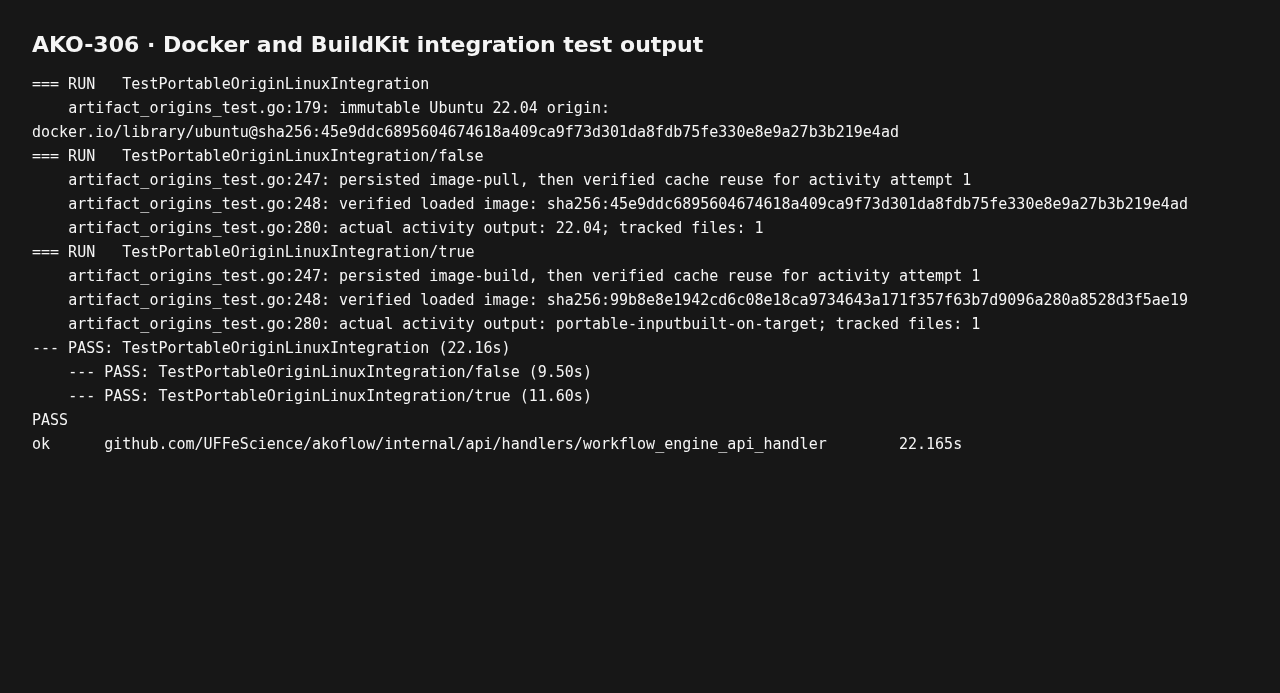 AKO-306 · Docker and BuildKit integration test output
=== RUN   TestPortableOriginLinuxIntegration
    artifact_origins_test.go:179: immutable Ubuntu 22.04 origin:
docker.io/library/ubuntu@sha256:45e9ddc6895604674618a409ca9f73d301da8fdb75fe330e8e9a27b3b219e4ad
=== RUN   TestPortableOriginLinuxIntegration/false
    artifact_origins_test.go:247: persisted image-pull, then verified cache reuse for activity attempt 1
    artifact_origins_test.go:248: verified loaded image: sha256:45e9ddc6895604674618a409ca9f73d301da8fdb75fe330e8e9a27b3b219e4ad
    artifact_origins_test.go:280: actual activity output: 22.04; tracked files: 1
=== RUN   TestPortableOriginLinuxIntegration/true
    artifact_origins_test.go:247: persisted image-build, then verified cache reuse for activity attempt 1
    artifact_origins_test.go:248: verified loaded image: sha256:99b8e8e1942cd6c08e18ca9734643a171f357f63b7d9096a280a8528d3f5ae19
    artifact_origins_test.go:280: actual activity output: portable-inputbuilt-on-target; tracked files: 1
--- PASS: TestPortableOriginLinuxIntegration (22.16s)
    --- PASS: TestPortableOriginLinuxIntegration/false (9.50s)
    --- PASS: TestPortableOriginLinuxIntegration/true (11.60s)
PASS
ok      github.com/UFFeScience/akoflow/internal/api/handlers/workflow_engine_api_handler        22.165s